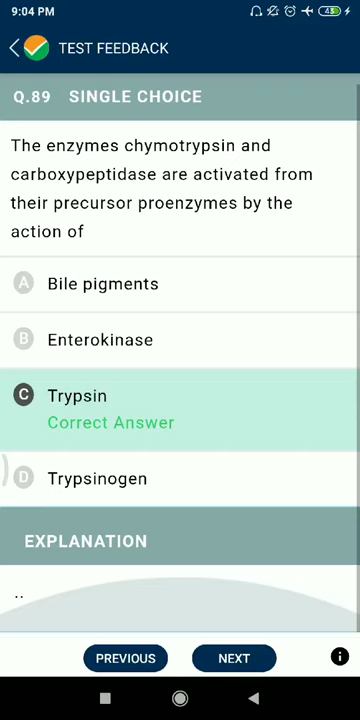 9:04 PM
43
TEST FEEDBACK
Q.89 SINGLE CHOICE
The enzymes chymotrypsin and
carboxypeptidase are activated from
their precursor proenzymes by the
action of
A Bile pigments
B Enterokinase
C Trypsin
Correct Answer
D Trypsinogen
EXPLANATION
..
PREVIOUS NEXT